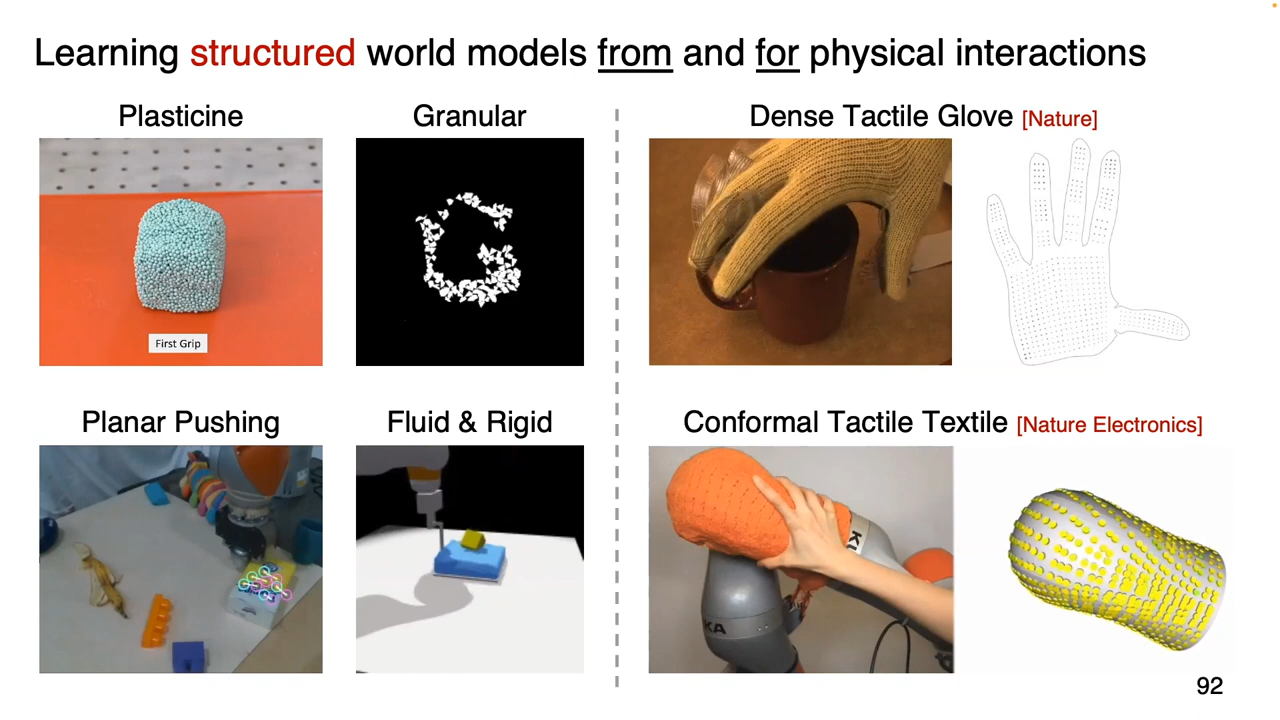 Learning structured world models from and for physical interactions
Plasticine
Granular
Dense Tactile Glove [Nature]
First Grip
Planar Pushing
Fluid & Rigid
Conformal Tactile Textile [Nature Electronics]
KA
92